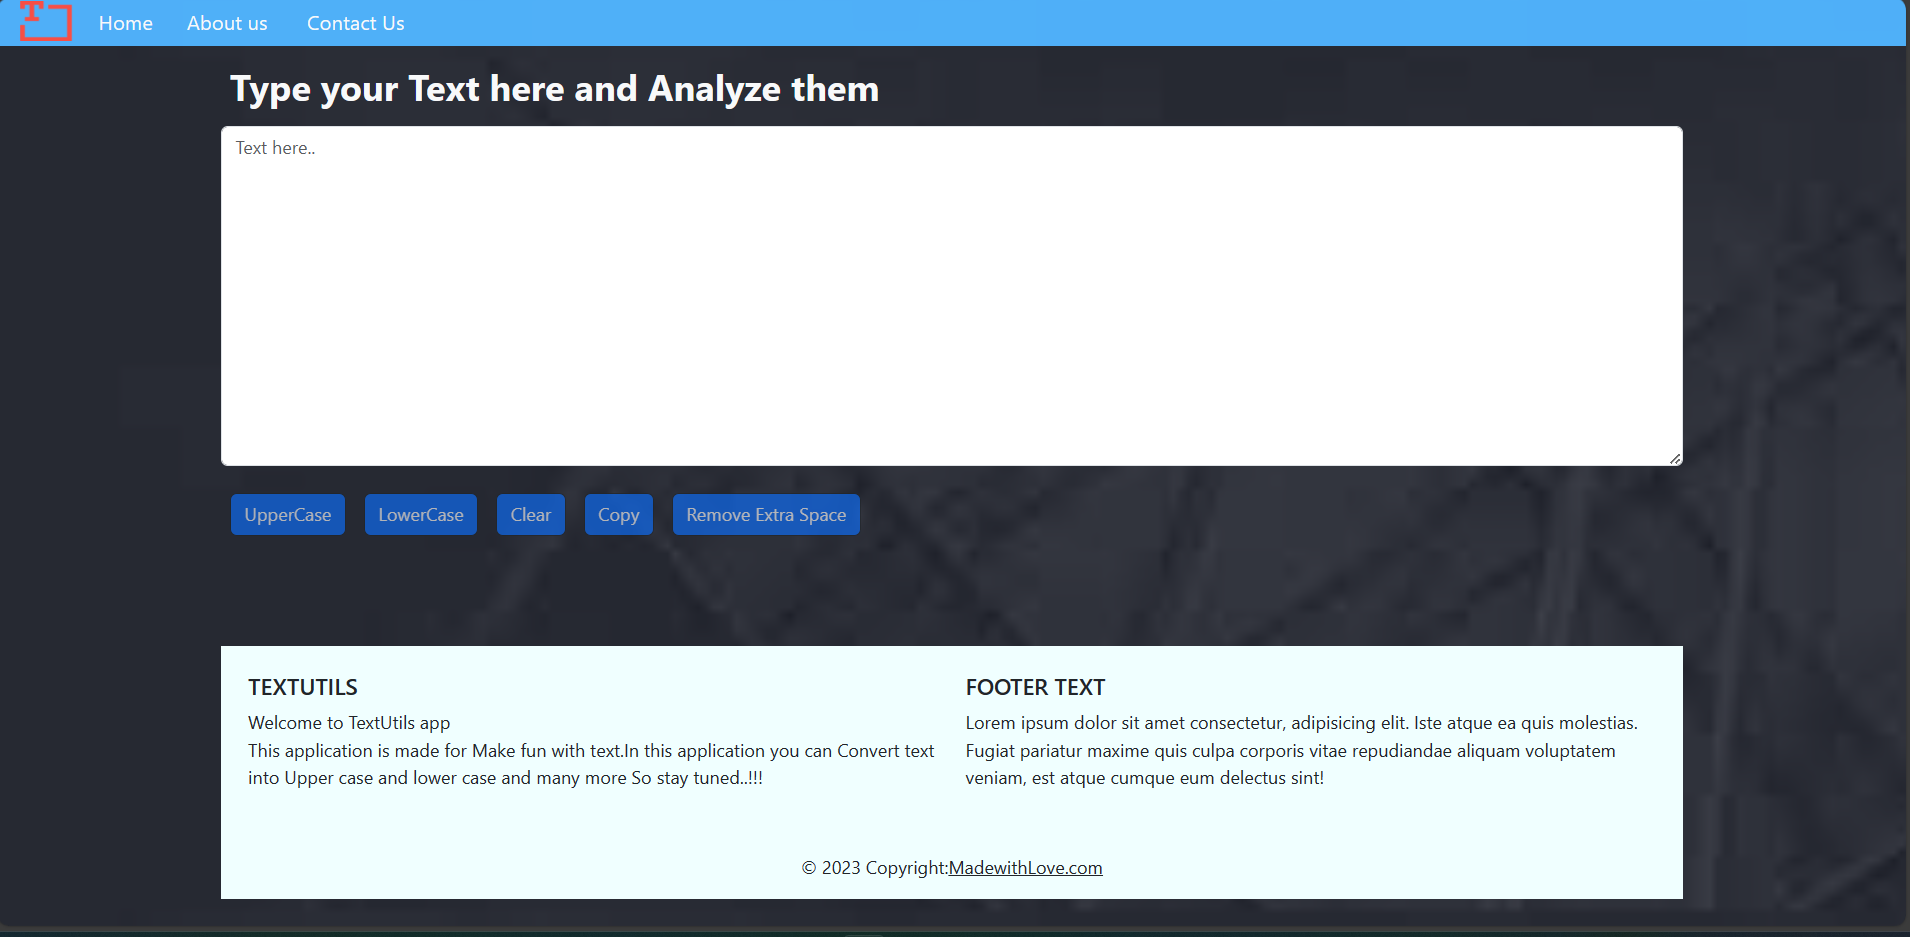 T
Home About us Contact Us
Type your Text here and Analyze them
Text here..
UpperCase LowerCase Clear Copy Remove Extra Space
TEXTUTILS
Welcome to TextUtils app
This application is made for Make fun with text.In this application you can Convert text
into Upper case and lower case and many more So stay tuned..!!!
FOOTER TEXT
Lorem ipsum dolor sit amet consectetur, adipisicing elit. Iste atque ea quis molestias.
Fugiat pariatur maxime quis culpa corporis vitae repudiandae aliquam voluptatem
veniam, est atque cumque eum delectus sint!
© 2023 Copyright:MadewithLove.com